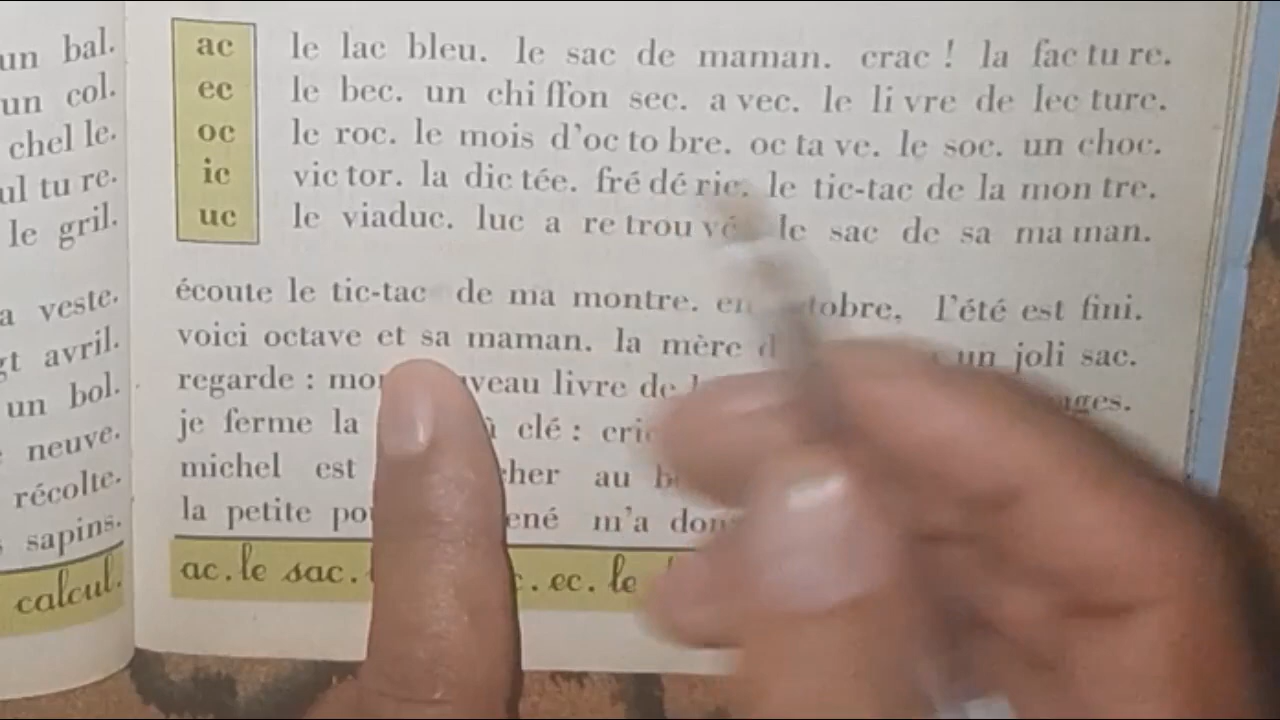 un bal.
un col.
chel le.
ul tu re.
le gril.
a veste.
gt avril.
un bol.
neuve.
récolte.
sapins.
calcul.
ac le lac bleu. le sac de maman. crac ! la fac tu re.
ec le bec. un chi ffon sec. a vec. le li vre de lec ture.
oc le roc. le mois d'oc to bre. oc ta ve. le soc. un choc.
ic vic tor. la dic tée. fré dé ric. le tic-tac de la mon tre.
uc le viaduc. luc a re trou vé le sac de sa ma man.
écoute le tic-tac de ma montre. en tobre, l'été est fini.
voici octave et sa maman. la mère d un joli sac.
regarde : mo veau livre de
je ferme la à clé : cric
michel est cher au
la petite ené m'a don
ac. le sac. c. ec. le